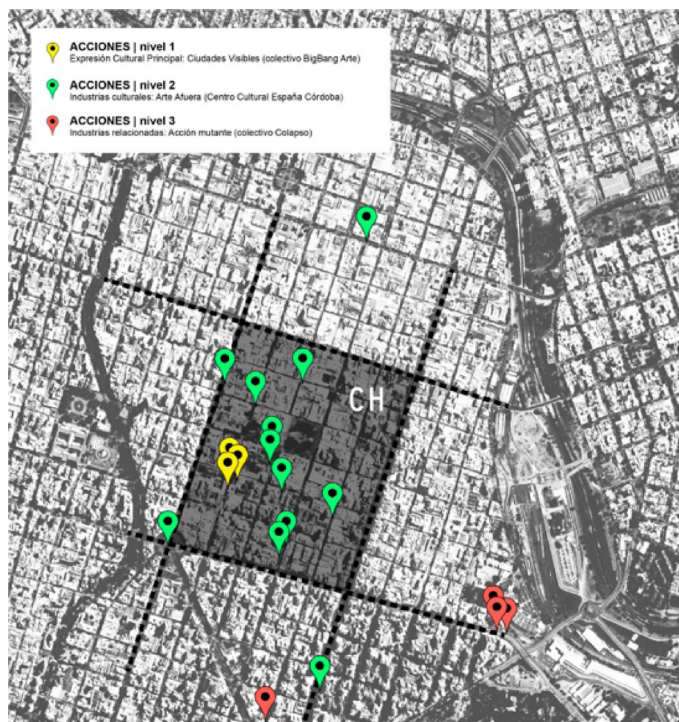 ACCIONES | nivel 1
Expresión Cultural Principal: Ciudades Visibles (colectivo BigBang Arte)
ACCIONES | nivel 2
Industrias culturales: Arte Afuera (Centro Cultural España Córdoba)
ACCIONES | nivel 3
Industrias relacionadas: Acción mutante (colectivo Colapso)
CH